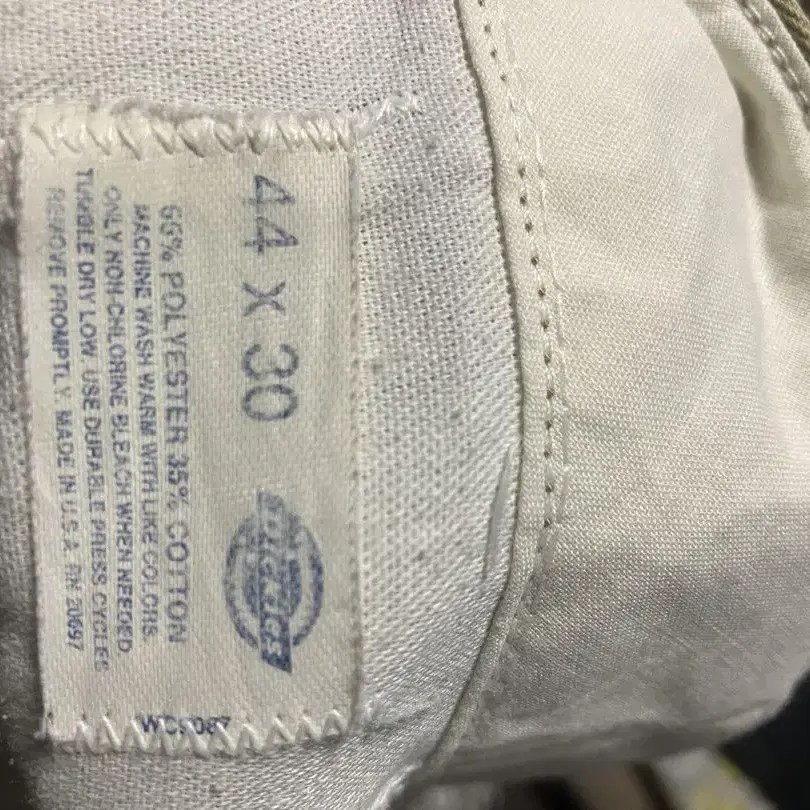 44 X 30
Dickies
65% POLYESTER 35% COTTON
MACHINE WASH WARM WITH LIKE COLORS.
ONLY NON-CHLORINE BLEACH WHEN NEEDED.
TUMBLE DRY LOW. USE DURABLE PRESS CYCLES
REMOVE PROMPTLY. MADE IN U.S.A. RN 20697